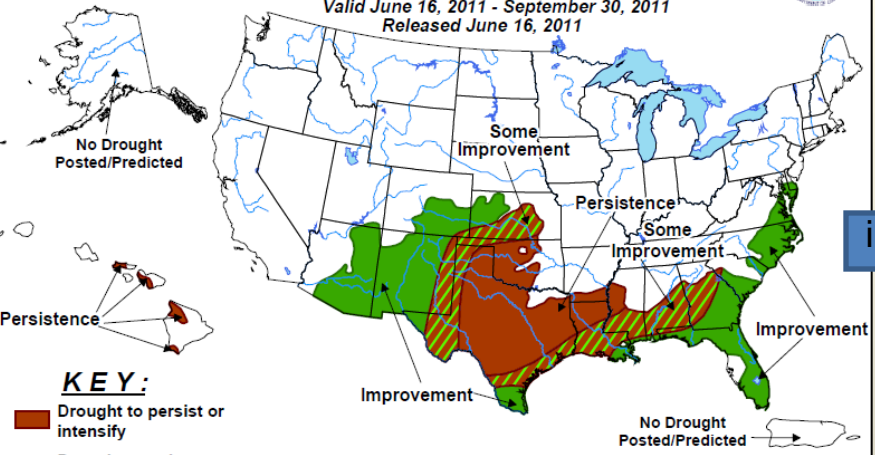 Valid June 16, 2011 - September 30, 2011
Released June 16, 2011
No Drought
Posted/Predicted
Some
Improvement
Persistence
Some
Improvement
i
Persistence
Improvement
Improvement
KEY:
Drought to persist or
intensify
No Drought
Posted/Predicted